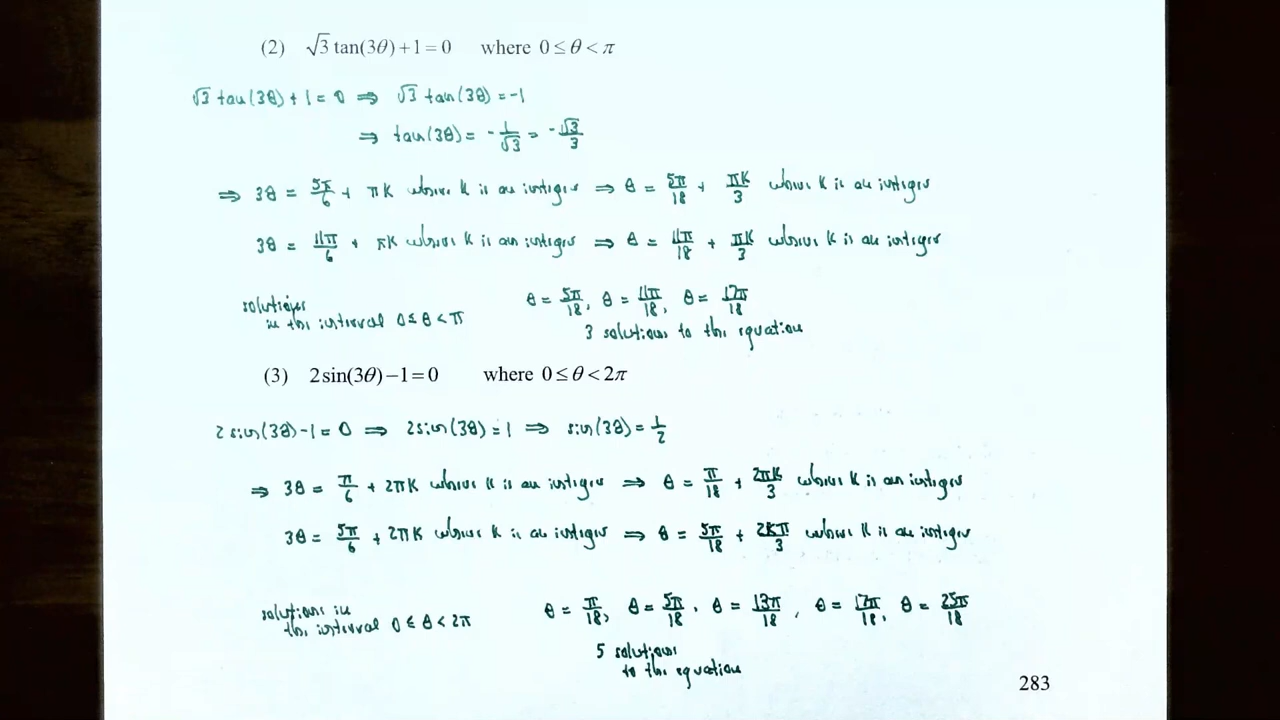 (2) √3 tan(3θ)+1=0 where 0≤θ<π
√3 tan(3θ)+1=0 ⇒ √3 tan(3θ)=-1
⇒ tan(3θ)= -1/√3 = -√3/3
⇒ 3θ = 5π/6 + πK where K is an integer ⇒ θ = 5π/18 + πK/3 where K is an integer
3θ = 11π/6 + πK where K is an integer ⇒ θ = 11π/18 + πK/3 where K is an integer
solutions
in the interval 0≤θ<π
θ = 5π/18, θ = 11π/18, θ = 17π/18
3 solutions to the equation
(3) 2sin(3θ)−1=0 where 0≤θ<2π
2sin(3θ)-1=0 ⇒ 2sin(3θ)=1 ⇒ sin(3θ)=1/2
⇒ 3θ = π/6 + 2πK where K is an integer ⇒ θ = π/18 + 2πK/3 where K is an integer
3θ = 5π/6 + 2πK where K is an integer ⇒ θ = 5π/18 + 2Kπ/3 where K is an integer
solutions in
the interval 0≤θ<2π
θ = π/18, θ = 5π/18, θ = 13π/18, θ = 17π/18, θ = 25π/18
5 solutions
to the equation
283